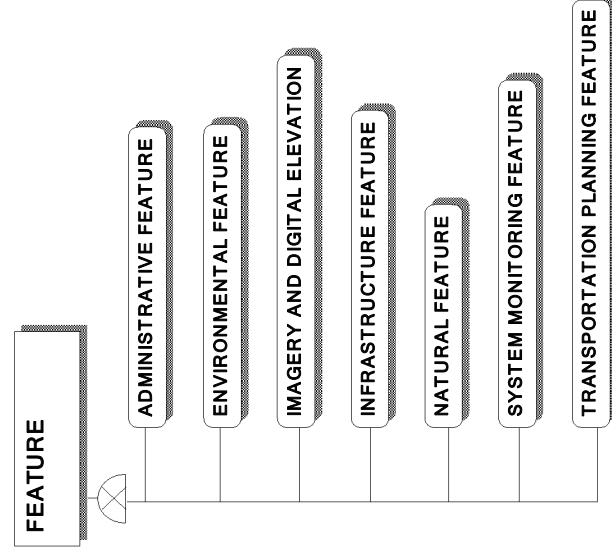 FEATURE
ADMINISTRATIVE FEATURE
ENVIRONMENTAL FEATURE
IMAGERY AND DIGITAL ELEVATION
INFRASTRUCTURE FEATURE
NATURAL FEATURE
SYSTEM MONITORING FEATURE
TRANSPORTATION PLANNING FEATURE